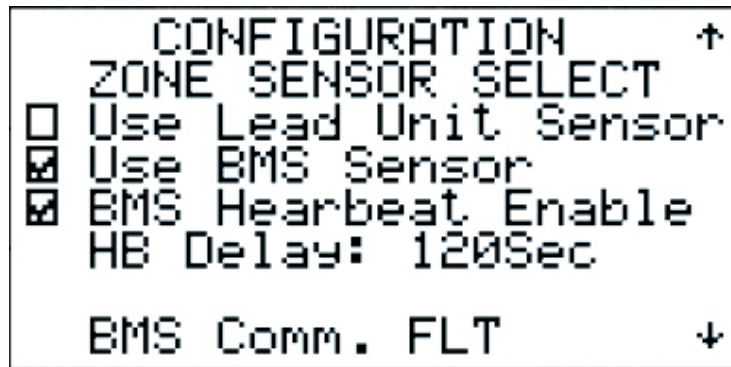 CONFIGURATION ↑
ZONE SENSOR SELECT
☐ Use Lead Unit Sensor
☑ Use BMS Sensor
☑ BMS Hearbeat Enable
HB Delay: 120Sec
BMS Comm. FLT ↓